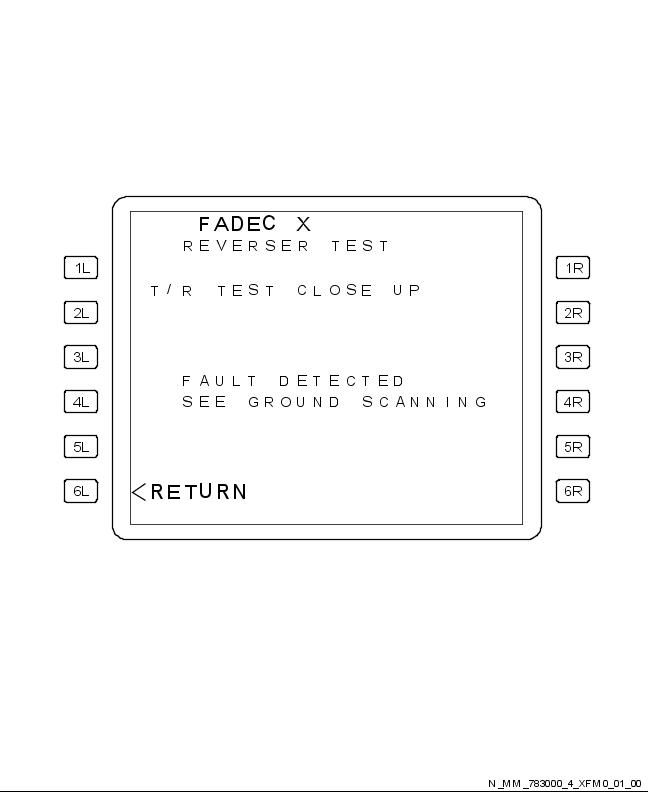 FADEC X
REVERSER TEST
1L 1R
T/R TEST CLOSE UP
2L 2R
3L 3R
FAULT DETECTED
4L SEE GROUND SCANNING 4R
5L 5R
6L <RETURN 6R
N_MM_783000_4_XFM0_01_00